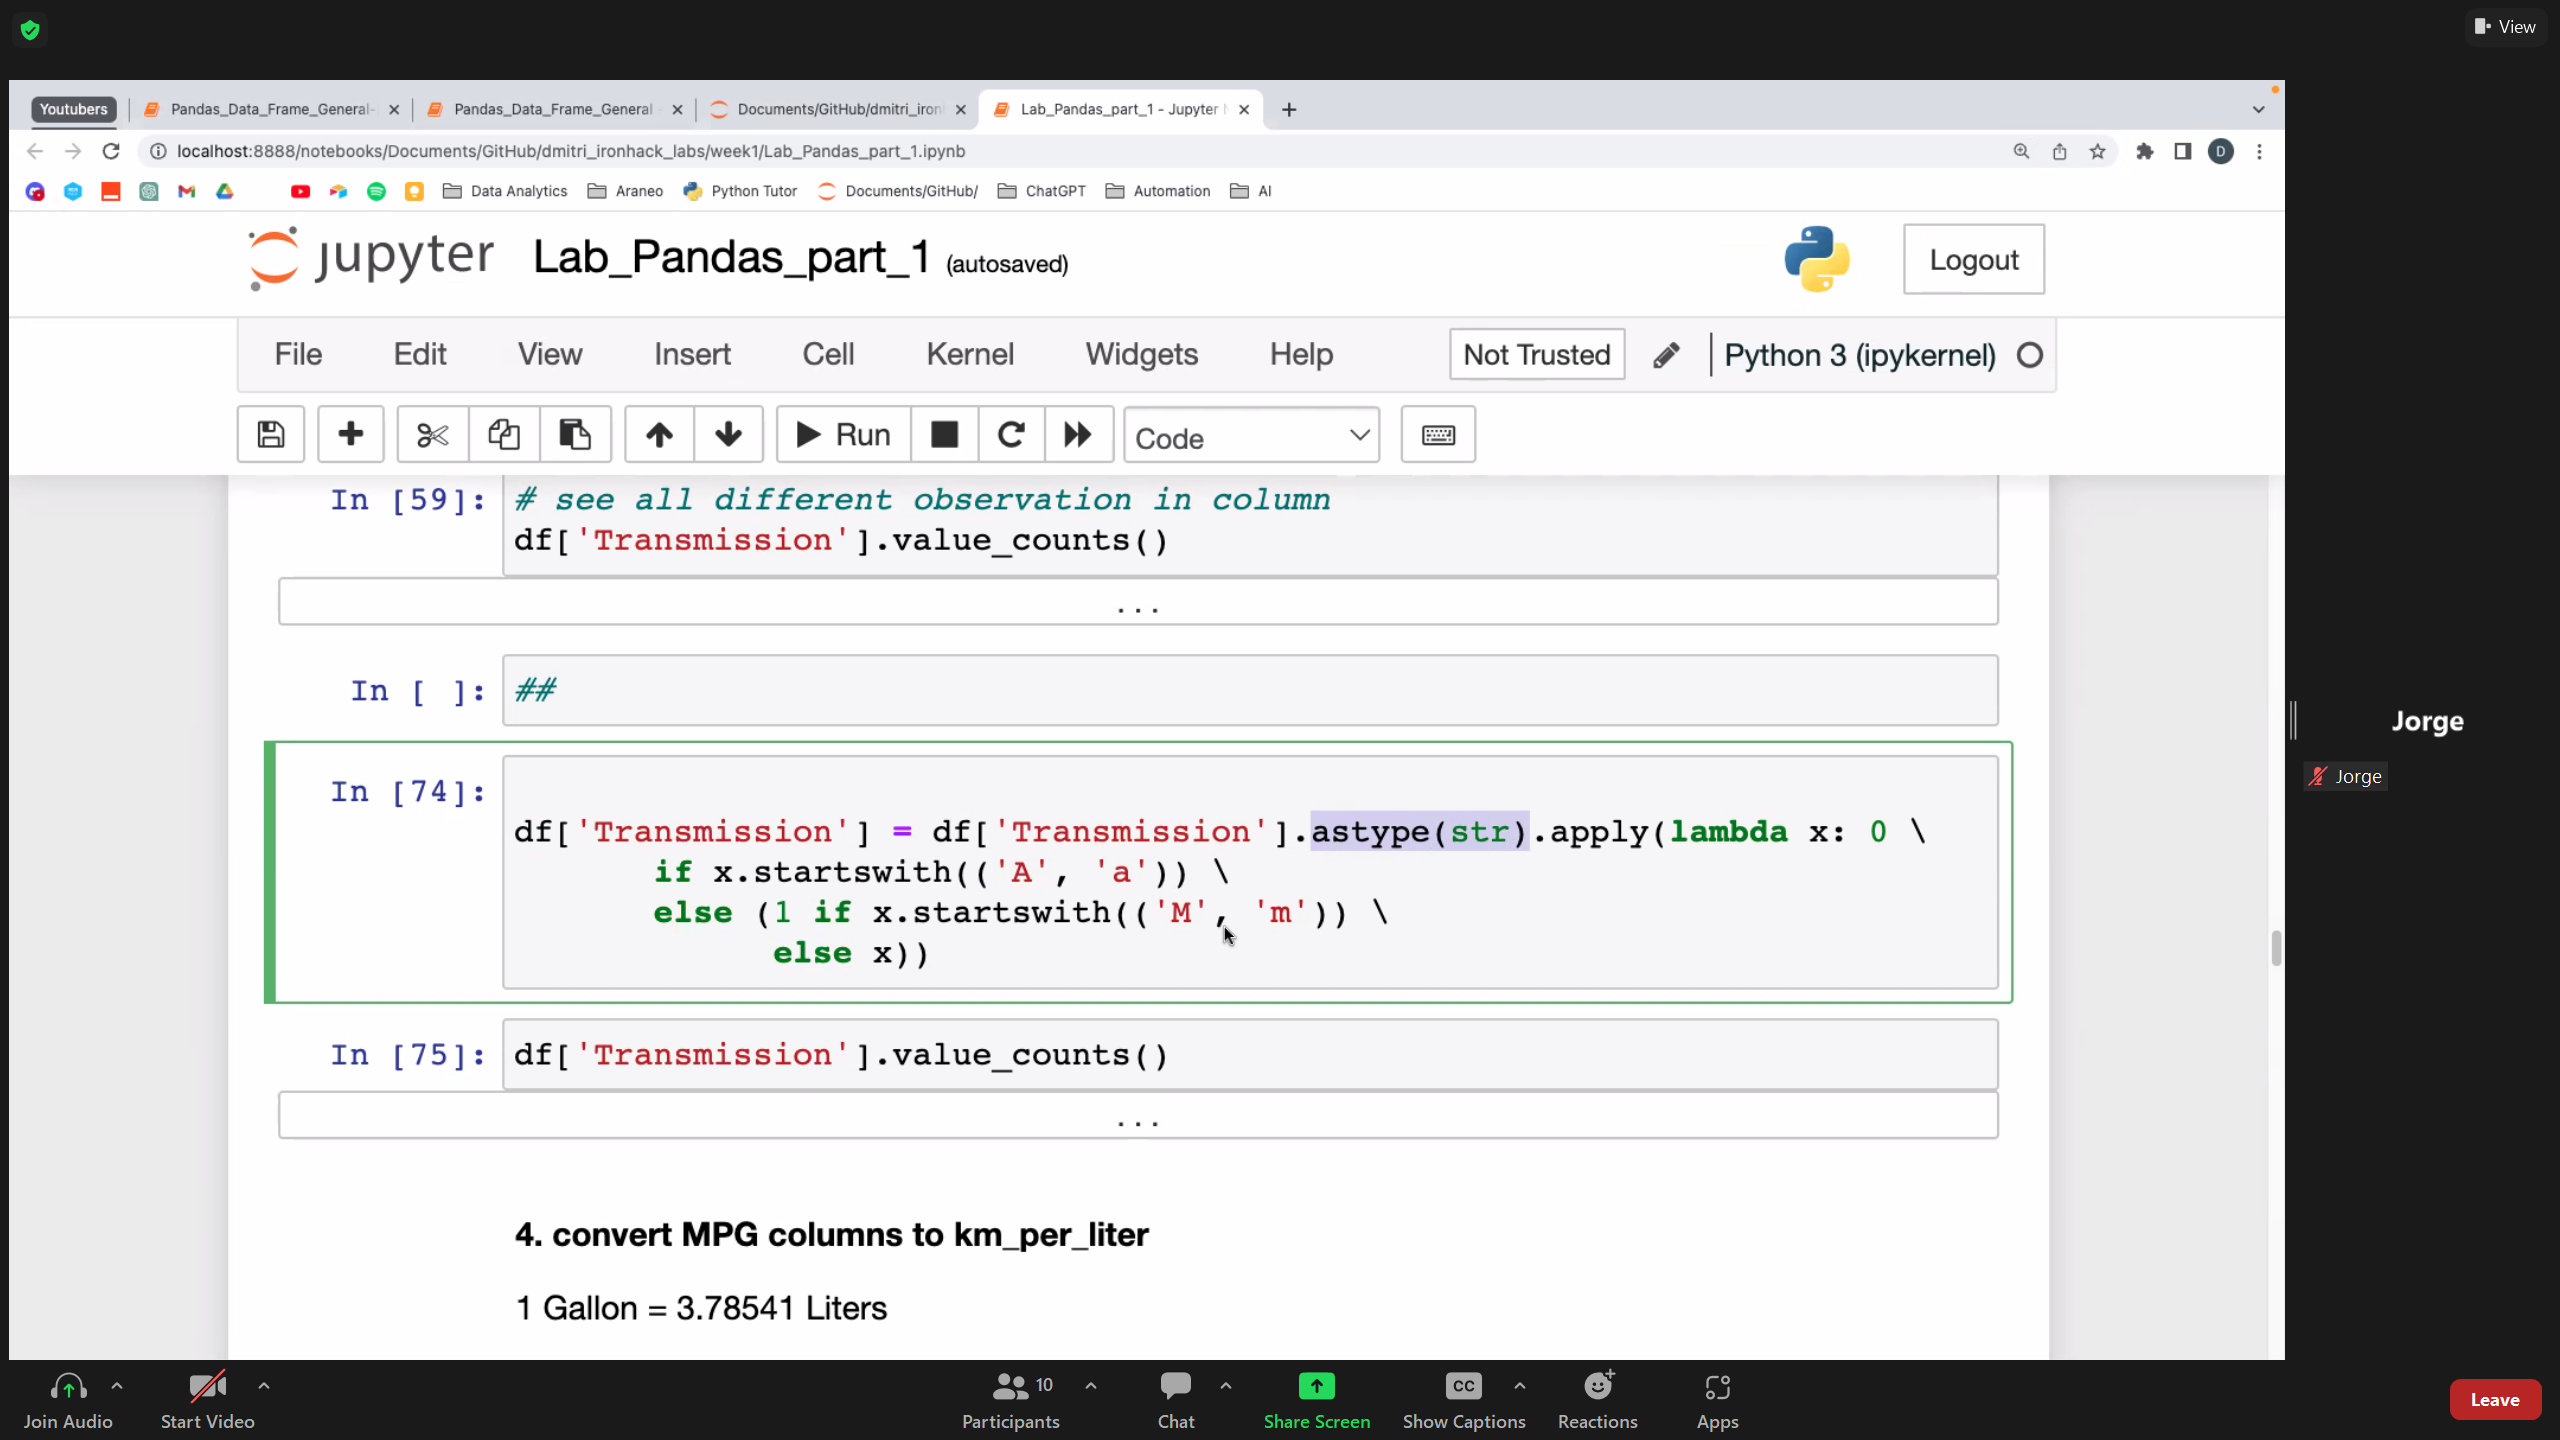 View
Youtubers
Pandas_Data_Frame_General-
Pandas_Data_Frame_General
Documents/GitHub/dmitri_iron
Lab_Pandas_part_1 - Jupyter
localhost:8888/notebooks/Documents/GitHub/dmitri_ironhack_labs/week1/Lab_Pandas_part_1.ipynb
D
Data Analytics
Araneo
Python Tutor
Documents/GitHub/
ChatGPT
Automation
AI
jupyter Lab_Pandas_part_1 (autosaved)
Logout
File Edit View Insert Cell Kernel Widgets Help
Not Trusted
Python 3 (ipykernel)
Run
Code
In [59]: # see all different observation in column
df['Transmission'].value_counts()
...
In [ ]: ##
In [74]:
df['Transmission'] = df['Transmission'].astype(str).apply(lambda x: 0 \
if x.startswith(('A', 'a')) \
else (1 if x.startswith(('M', 'm')) \
else x))
In [75]: df['Transmission'].value_counts()
...
4. convert MPG columns to km_per_liter
1 Gallon = 3.78541 Liters
Jorge
Jorge
Join Audio
Start Video
10
Participants
Chat
Share Screen
CC
Show Captions
Reactions
Apps
Leave